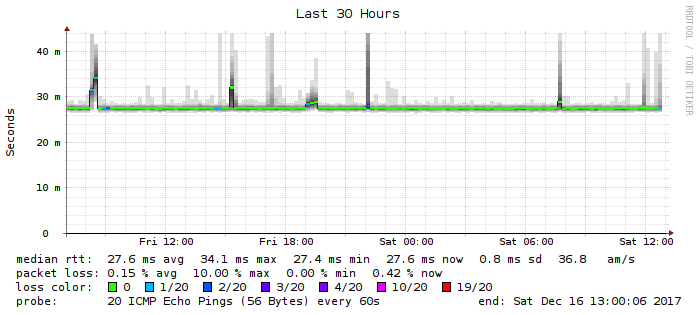 Last 30 Hours
RRDTOOL / TOBI OETIKER
Seconds
40 m
30 m
20 m
10 m
0
Fri 12:00 Fri 18:00 Sat 00:00 Sat 06:00 Sat 12:00
median rtt: 27.6 ms avg 34.1 ms max 27.4 ms min 27.6 ms now 0.8 ms sd 36.8 am/s
packet loss: 0.15 % avg 10.00 % max 0.00 % min 0.42 % now
loss color: 0 1/20 2/20 3/20 4/20 10/20 19/20
probe: 20 ICMP Echo Pings (56 Bytes) every 60s end: Sat Dec 16 13:00:06 2017